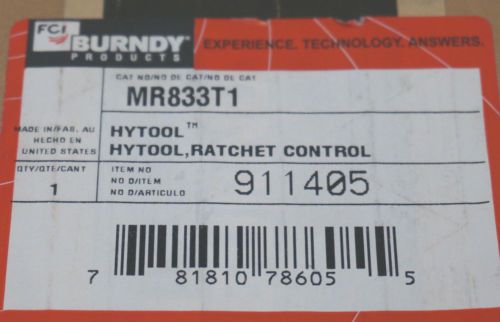 FCI
BURNDY®
PRODUCTS
EXPERIENCE. TECHNOLOGY. ANSWERS.
CAT NO/NO DE CAT/NO DE CAT
MR833T1
MADE IN/FAB. AU
HECHO EN
UNITED STATES
HYTOOL™
HYTOOL,RATCHET CONTROL
QTY/QTE/CANT
1
ITEM NO
NO D/ITEM
NO D/ARTICULO
911405
7 81810 78605 5